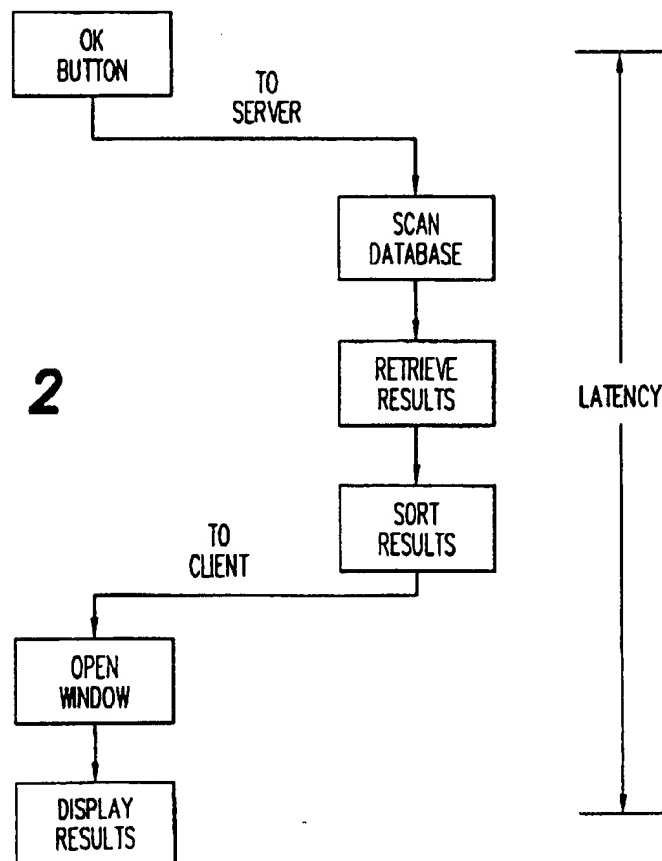 OK
BUTTON
TO
SERVER
SCAN
DATABASE
RETRIEVE
RESULTS
2
LATENCY
SORT
RESULTS
TO
CLIENT
OPEN
WINDOW
DISPLAY
RESULTS